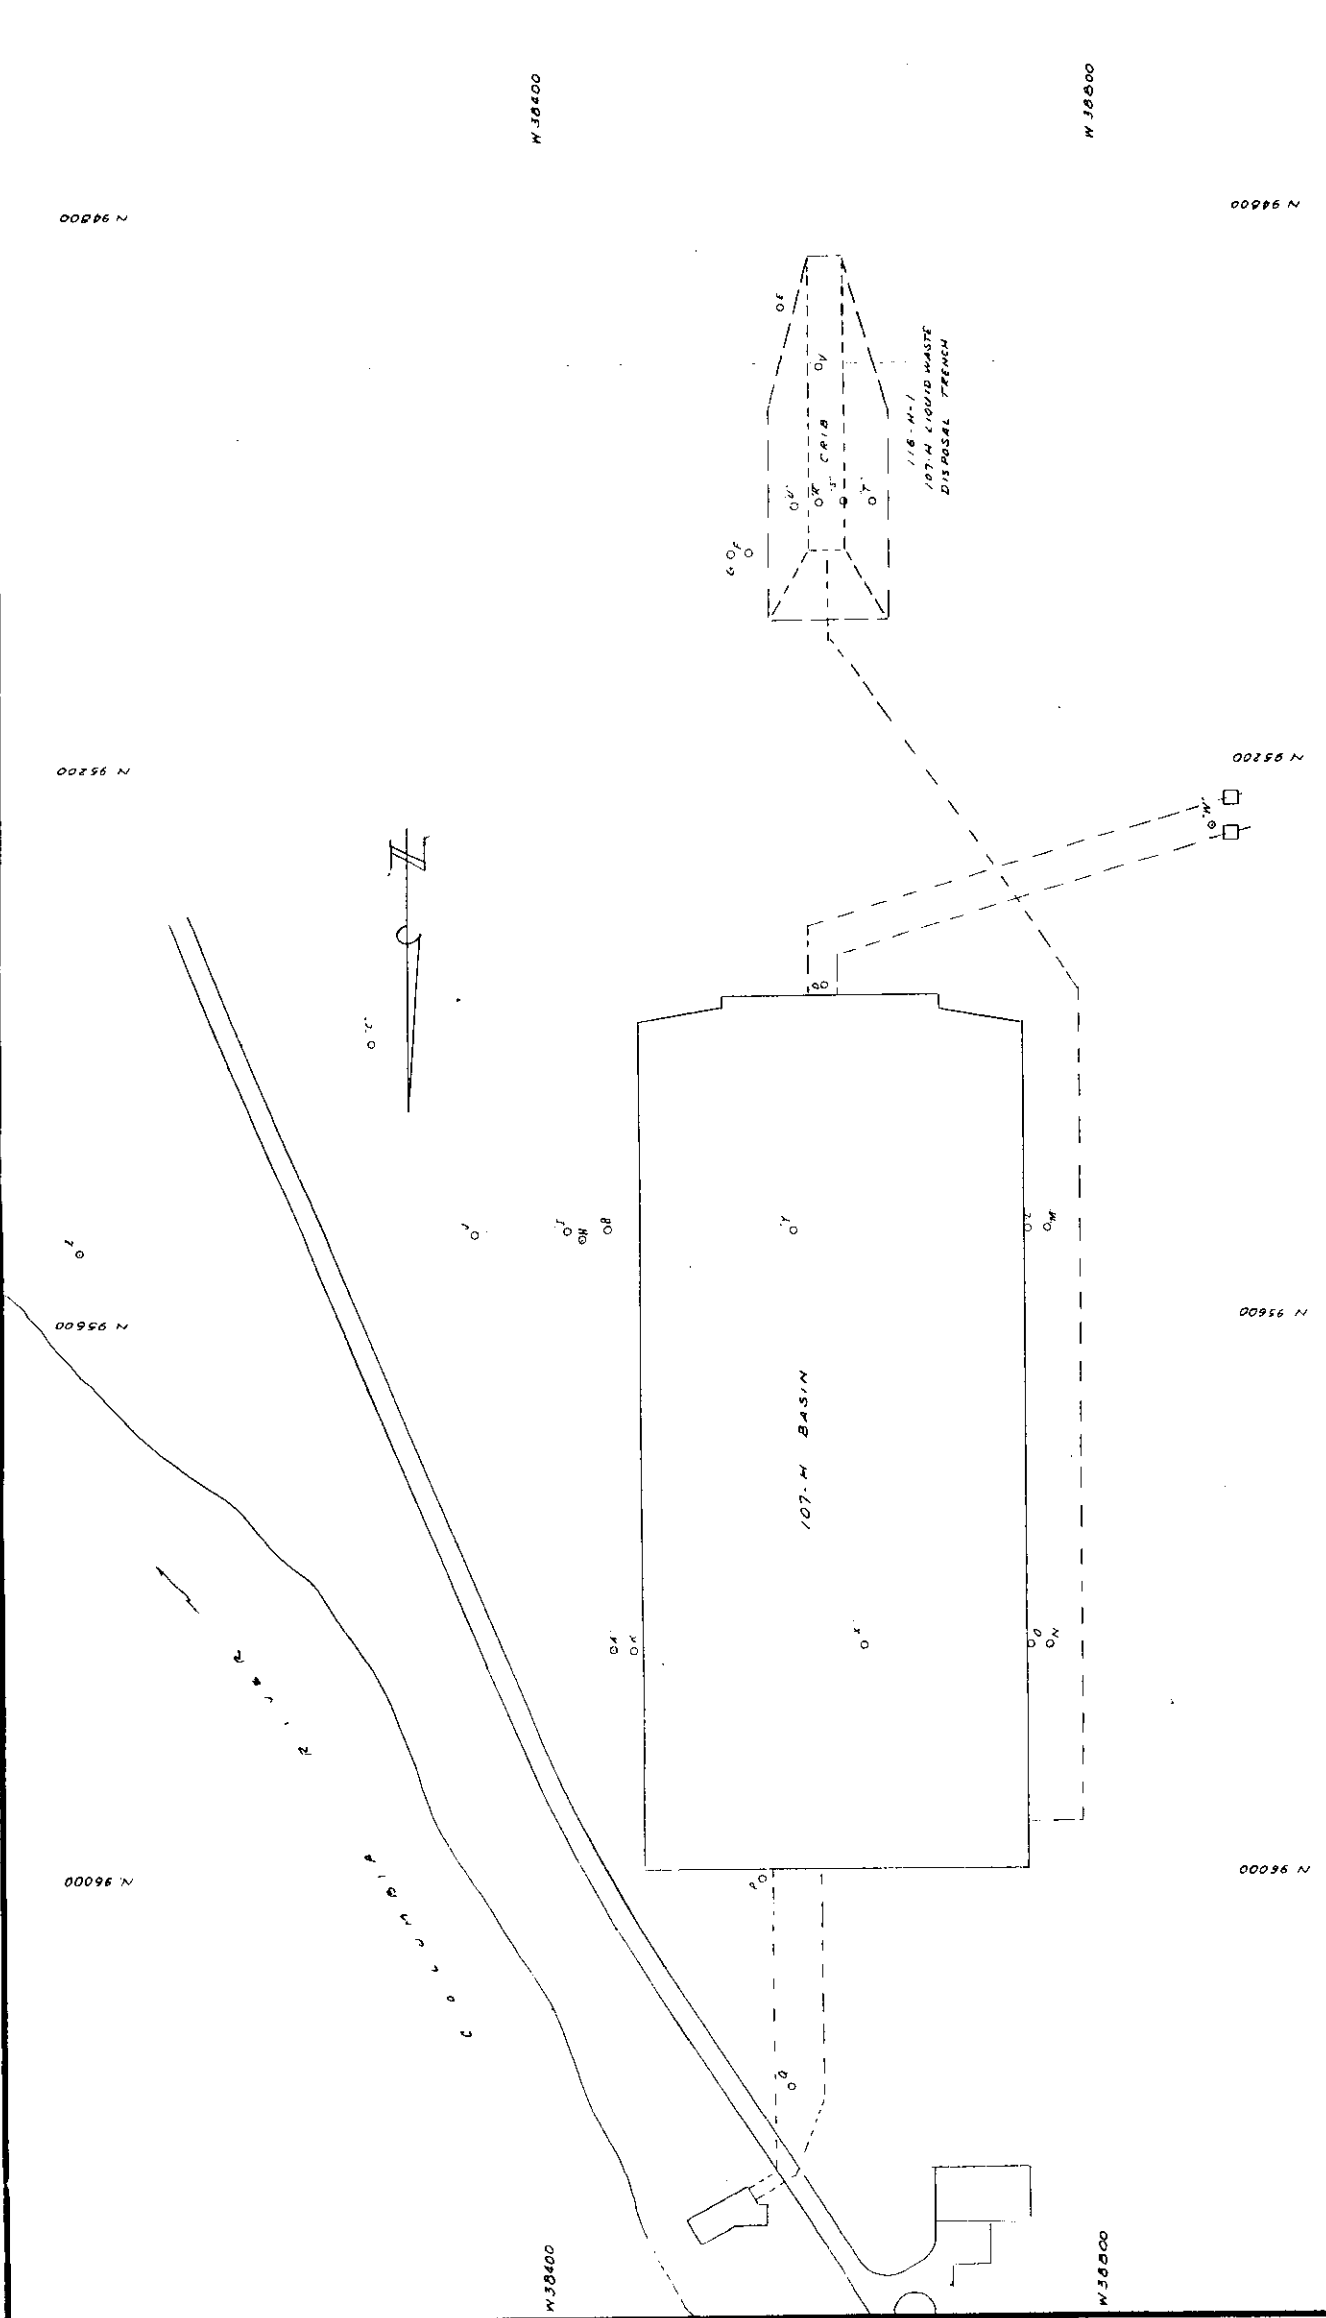 W 38400
W 38800
N 94800
N 94800
E
V
CRIB
116-H-1
107-H LIQUID WASTE
DISPOSAL TRENCH
"U"
"R"
"S"
"T"
G
F
N 95200
N 95200
"W"
N
D
"Z"
J
I
H
B
"Y"
L
M
N 95600
N 95600
107-H BASIN
"A"
K
"X"
O
N
COLUMBIA RIVER
N 96000
N 96000
P
Q
W 38400
W 38800